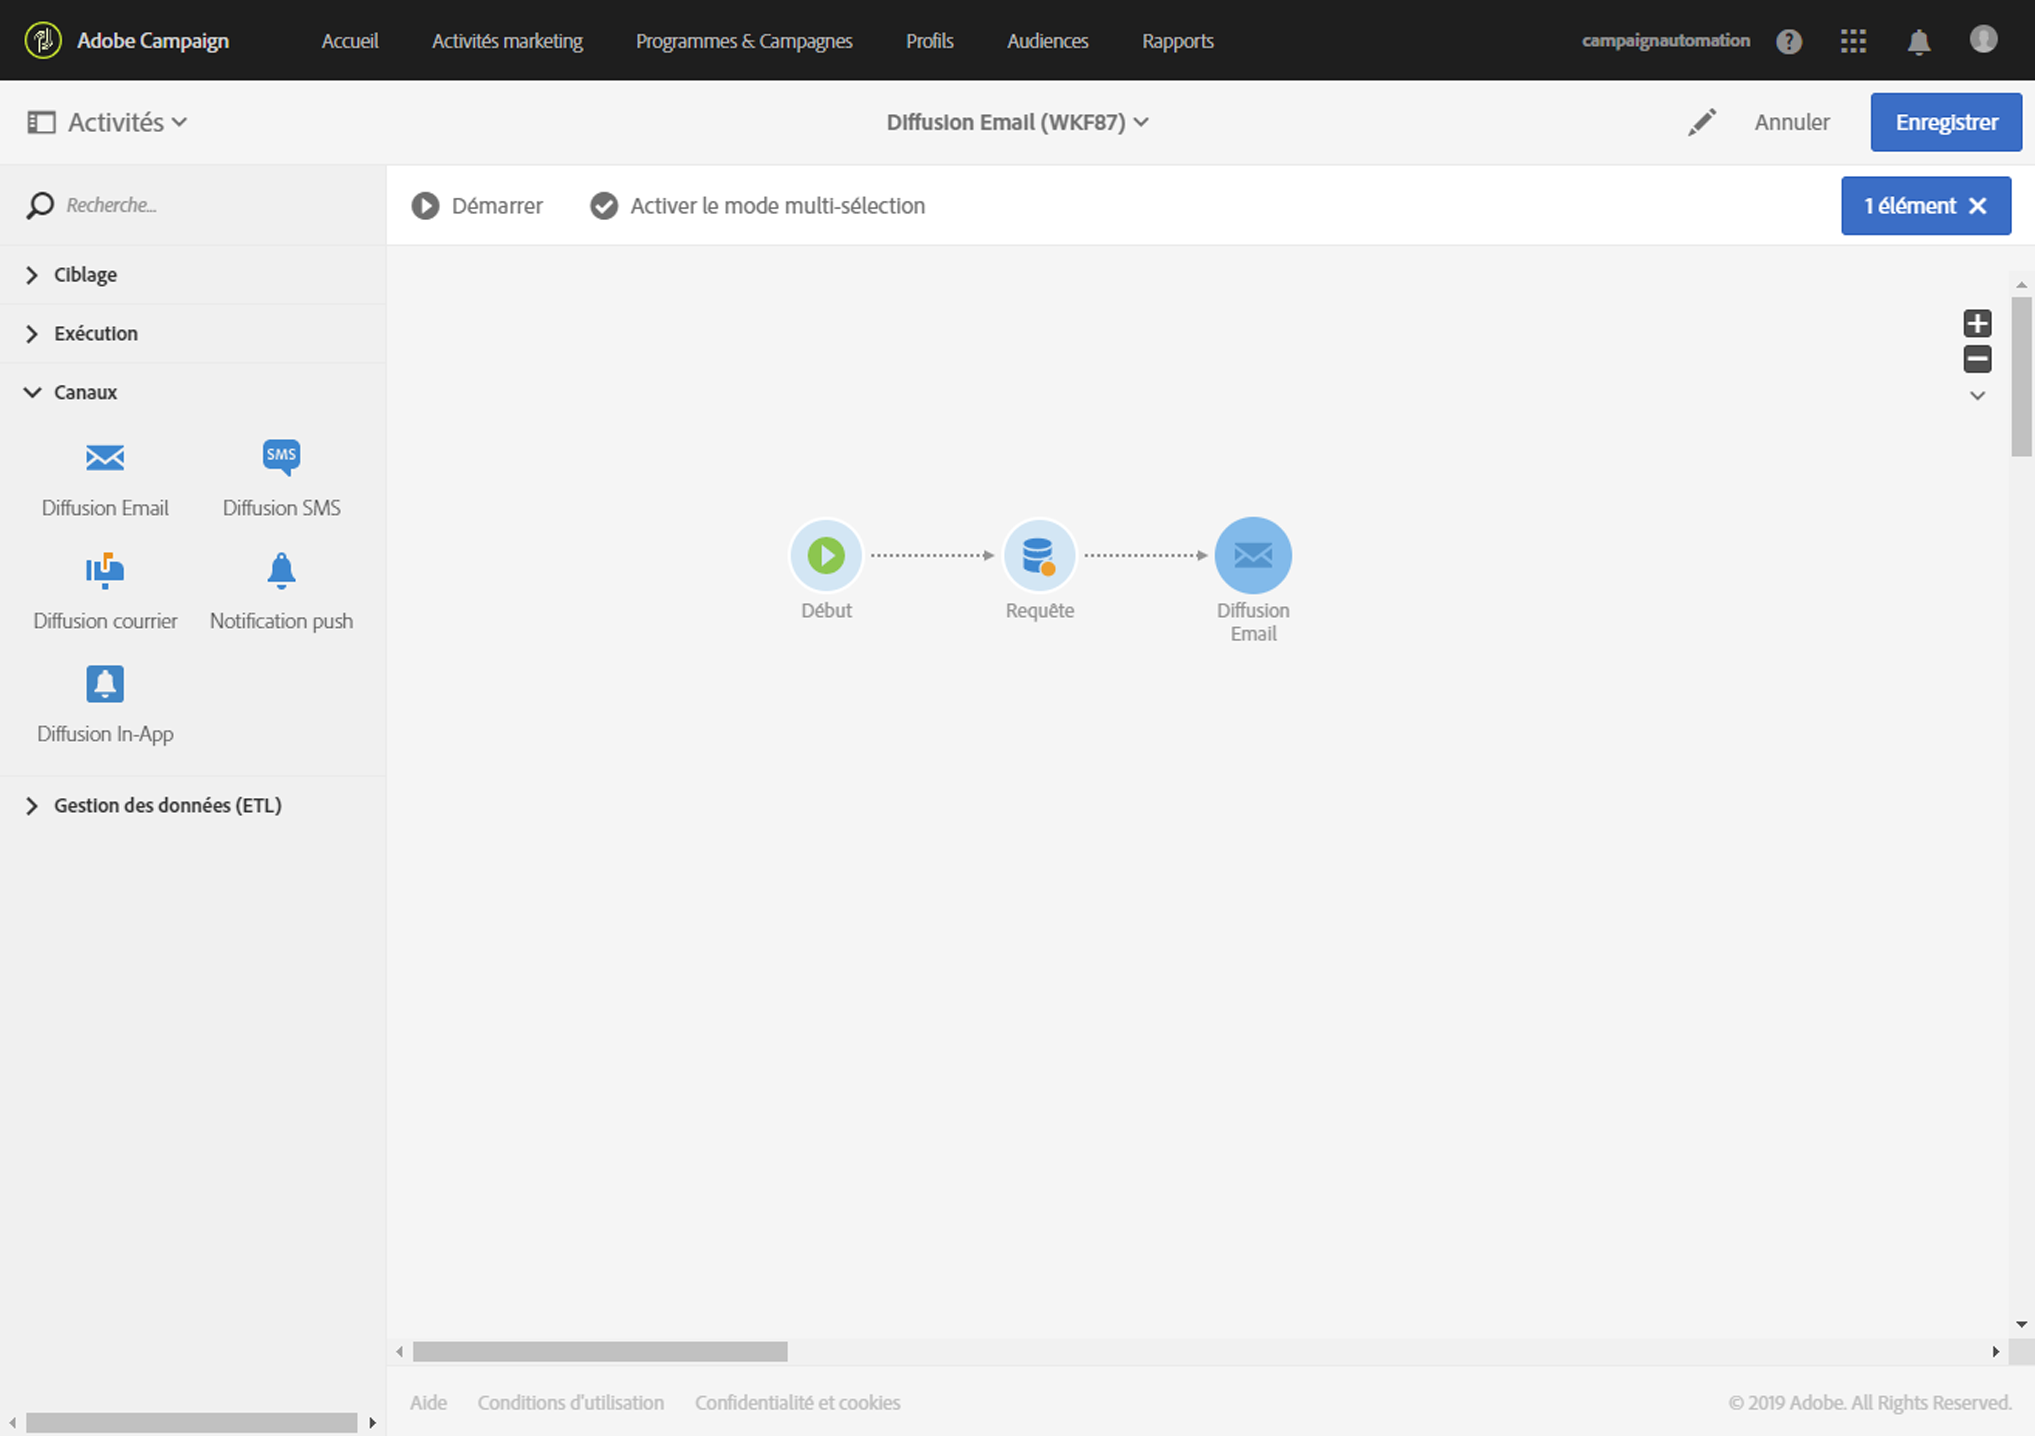 Adobe Campaign
Accueil
Activités marketing
Programmes & Campagnes
Profils
Audiences
Rapports
campaignautomation
?
Activités
Diffusion Email (WKF87)
Annuler
Enregistrer
Recherche...
Démarrer
Activer le mode multi-sélection
1 élément
Ciblage
Exécution
Canaux
SMS
Diffusion Email
Diffusion SMS
Diffusion courrier
Notification push
Diffusion In-App
Gestion des données (ETL)
Début
Requête
Diffusion
Email
Aide
Conditions d'utilisation
Confidentialité et cookies
© 2019 Adobe. All Rights Reserved.